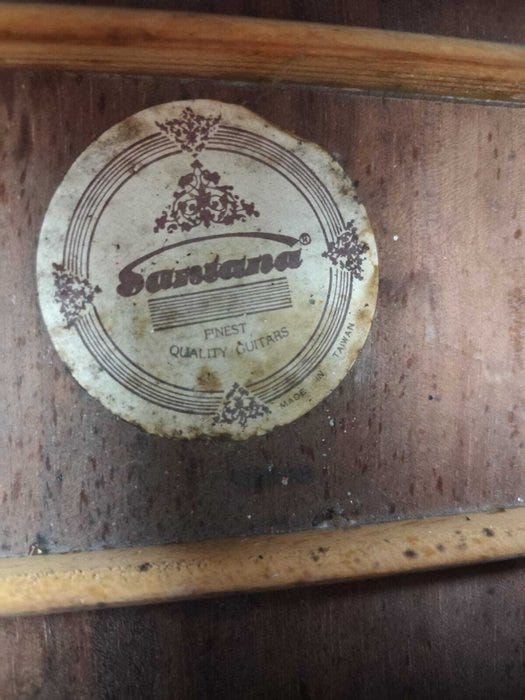 Santana®
FINEST
QUALITY GUITARS
MADE IN TAIWAN